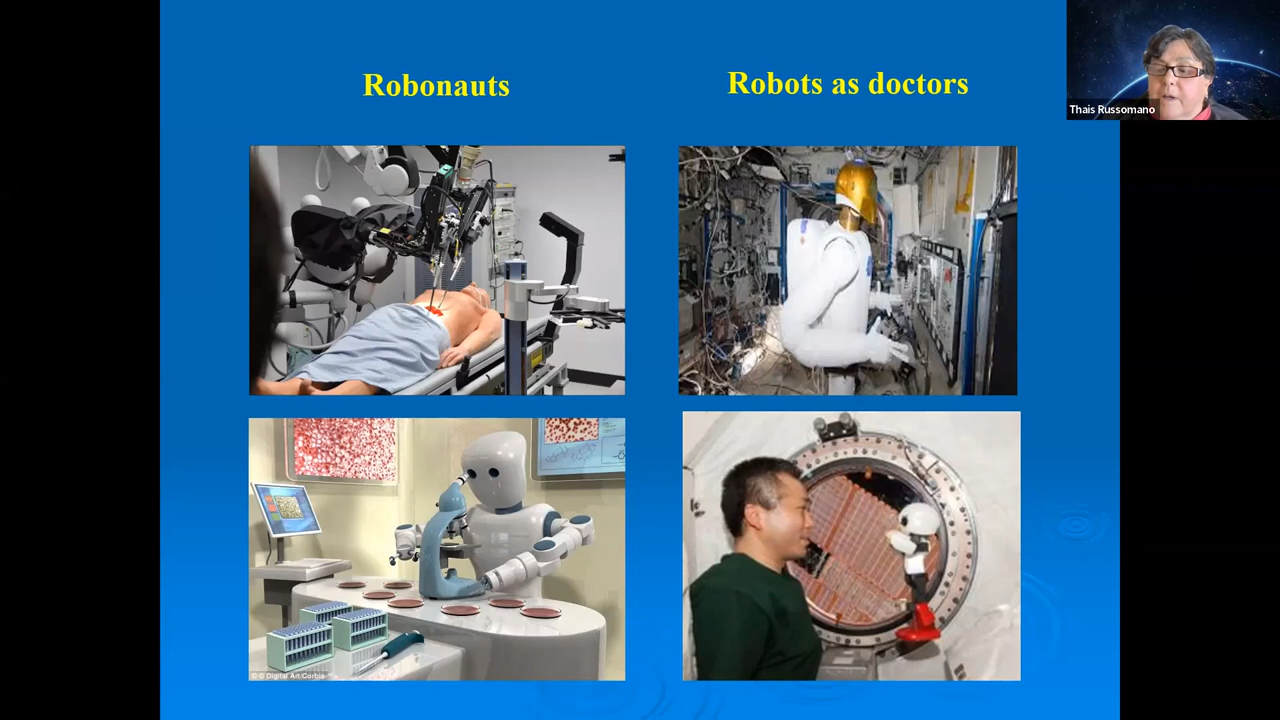 Robonauts
Robots as doctors
Thais Russomano
© G Digital Art/Corbis